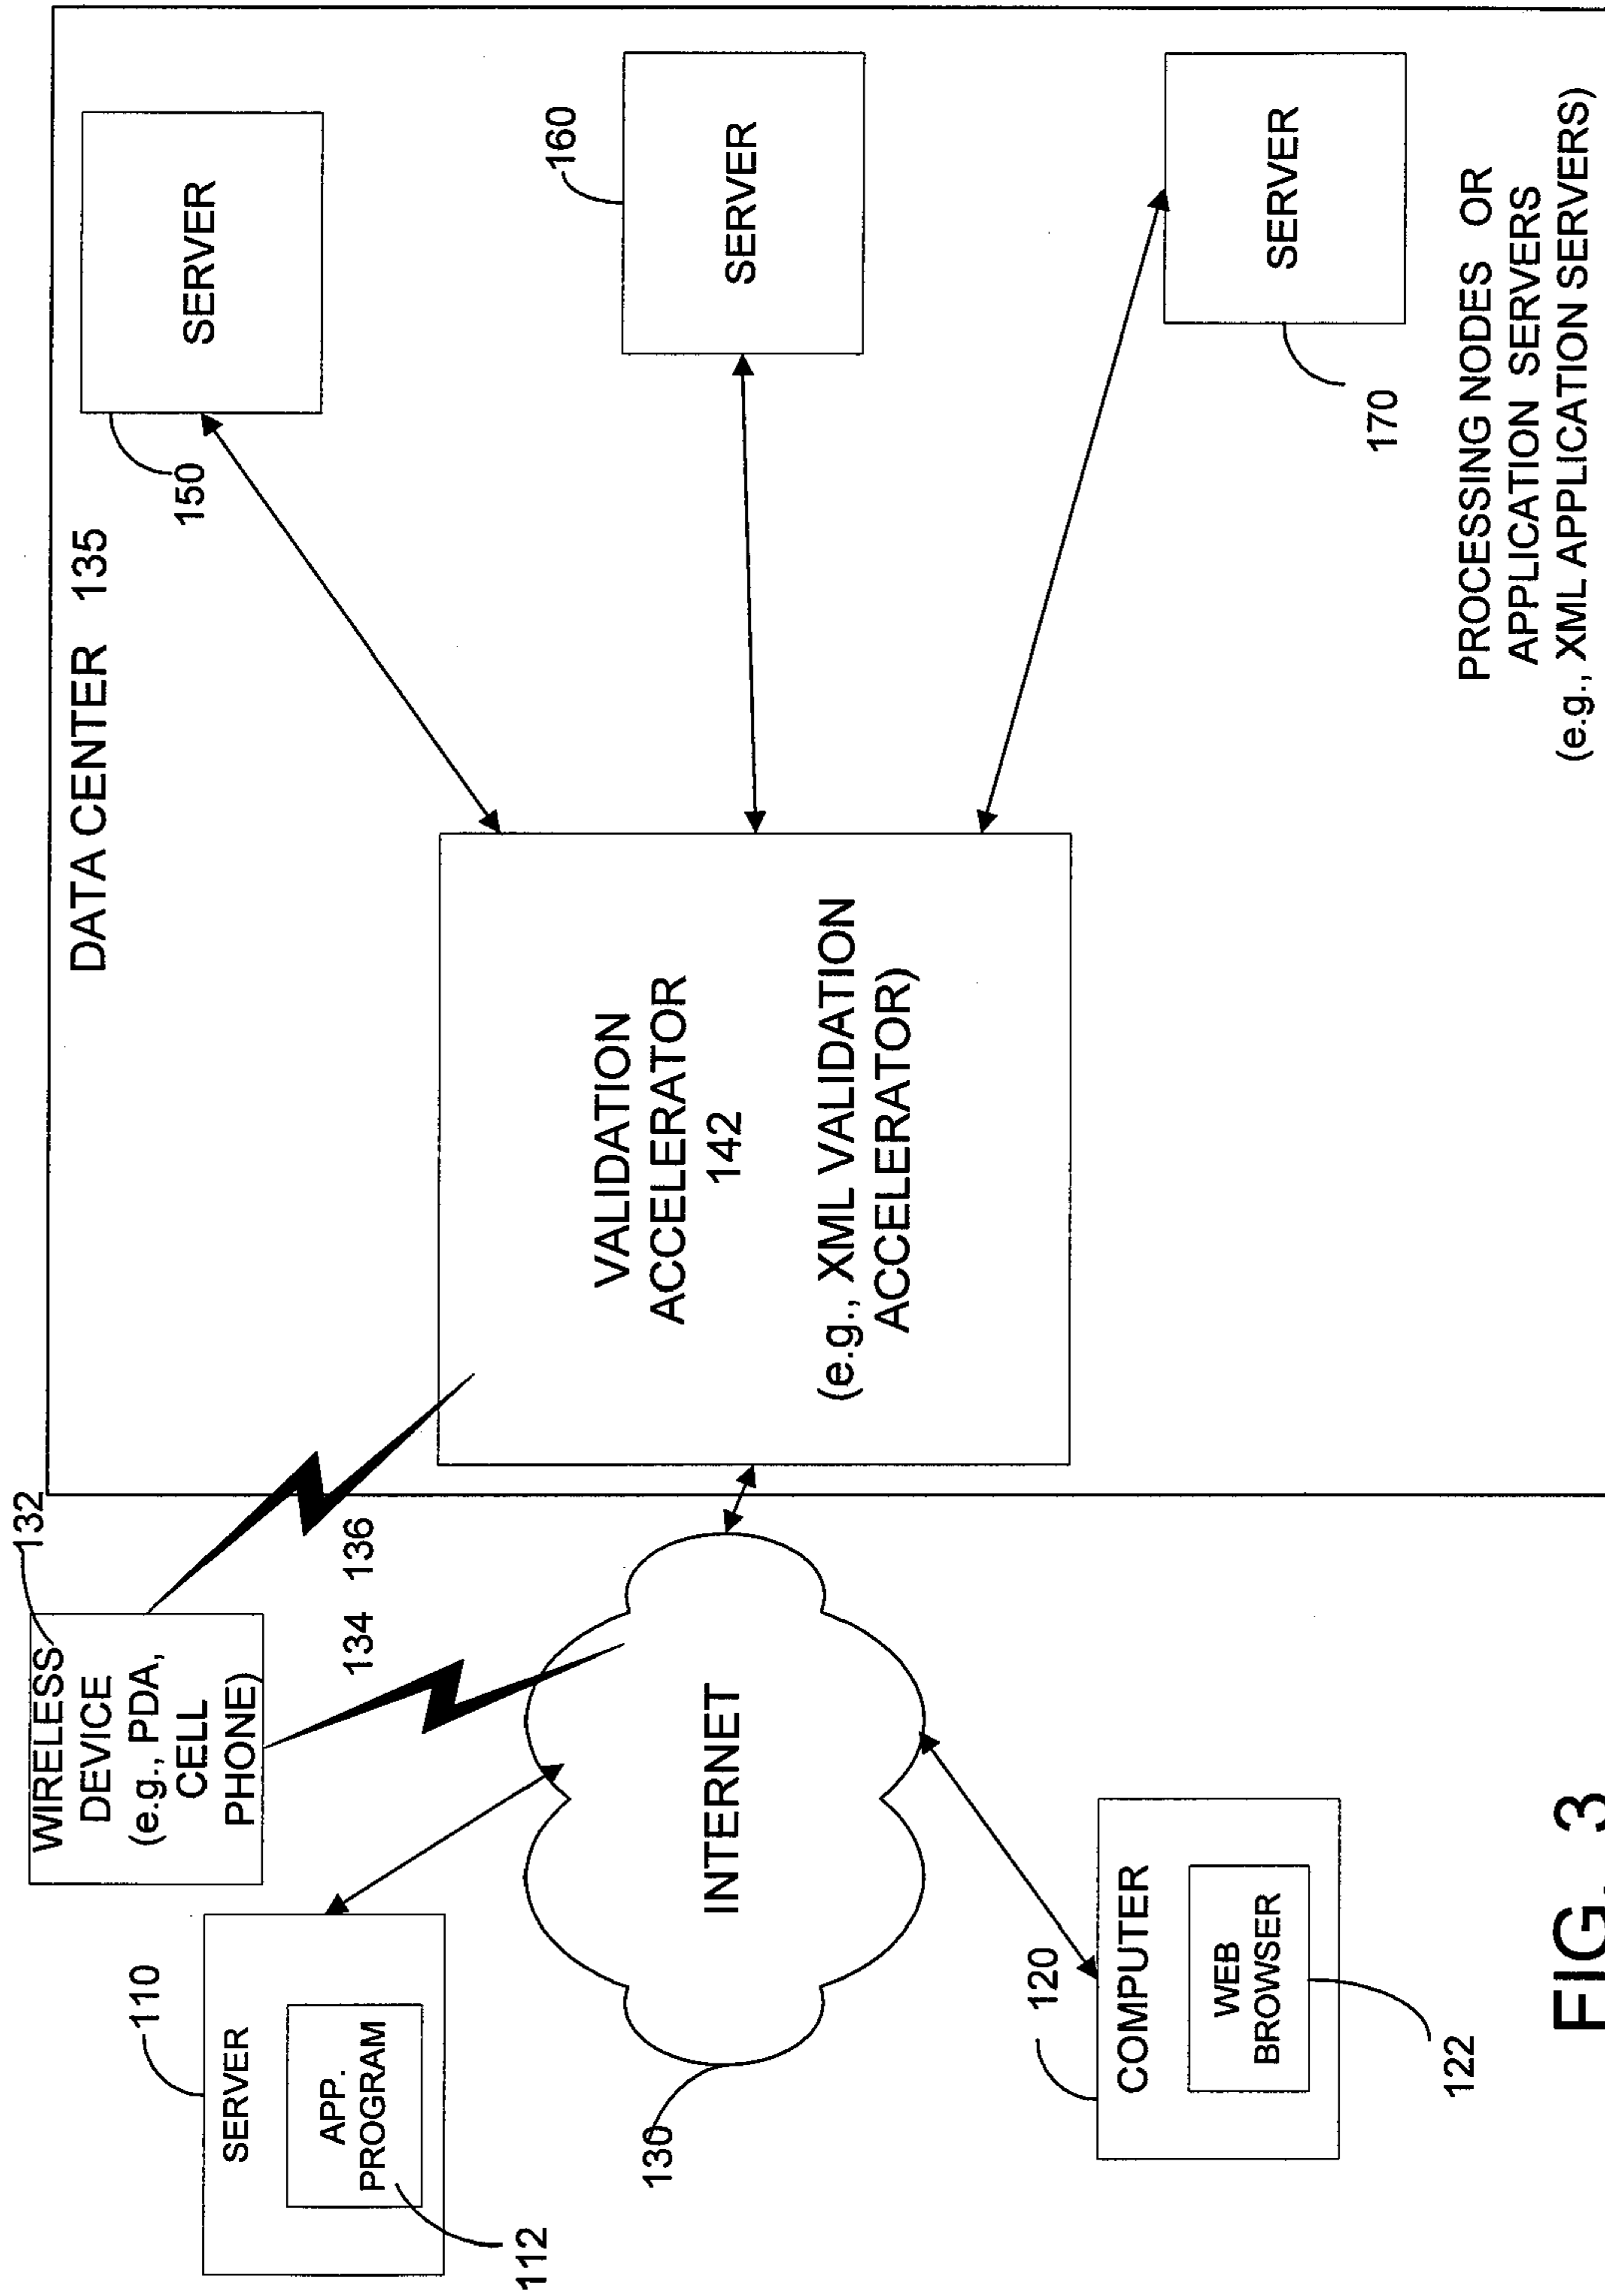 DATA CENTER 135
132
WIRELESS
DEVICE
(e.g., PDA,
CELL
PHONE)
134 136
110
SERVER
APP.
PROGRAM
112
130
INTERNET
120
COMPUTER
WEB
BROWSER
122
VALIDATION
ACCELERATOR
142
(e.g., XML VALIDATION
ACCELERATOR)
150
SERVER
160
SERVER
SERVER
170
PROCESSING NODES OR
APPLICATION SERVERS
(e.g., XML APPLICATION SERVERS)
FIG. 3